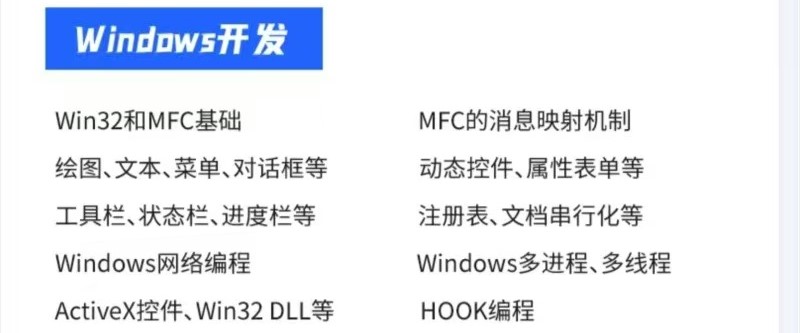 Windows开发
Win32和MFC基础
MFC的消息映射机制
绘图、文本、菜单、对话框等
动态控件、属性表单等
工具栏、状态栏、进度栏等
注册表、文档串行化等
Windows网络编程
Windows多进程、多线程
ActiveX控件、Win32 DLL等
HOOK编程